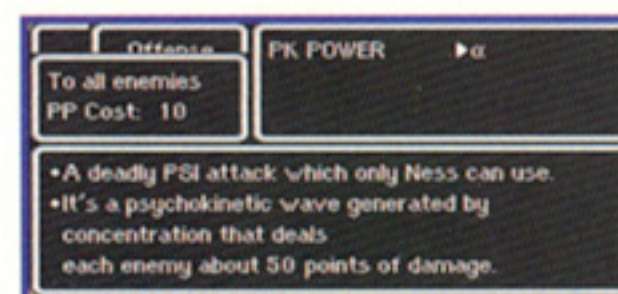 Offense
PK POWER ▶α
To all enemies
PP Cost: 10
•A deadly PSI attack which only Ness can use.
•It's a psychokinetic wave generated by
concentration that deals
each enemy about 50 points of damage.